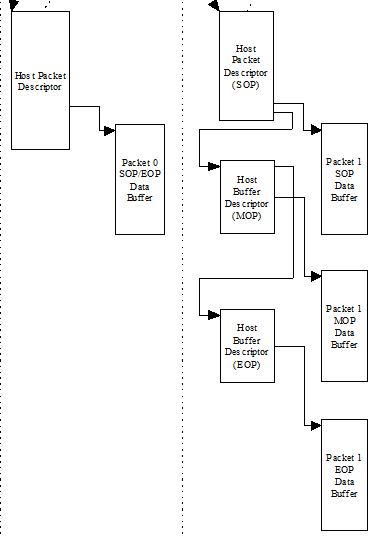 Host Packet
Descriptor
Packet 0
SOP/EOP
Data
Buffer
Host
Packet
Descriptor
(SOP)
Packet 1
SOP
Data
Buffer
Host
Buffer
Descriptor
(MOP)
Packet 1
MOP
Data
Buffer
Host
Buffer
Descriptor
(EOP)
Packet 1
EOP
Data
Buffer